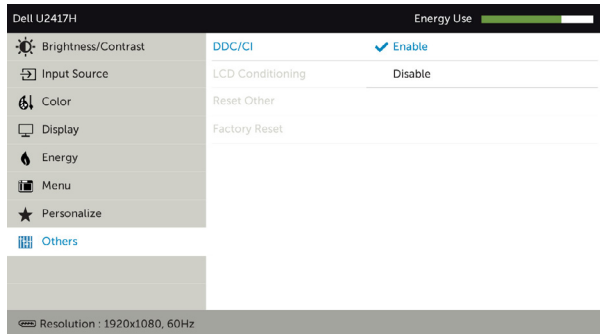 Dell U2417H Energy Use
Brightness/Contrast DDC/CI Enable
Input Source LCD Conditioning Disable
Color Reset Other
Display Factory Reset
Energy
Menu
Personalize
Others
Resolution : 1920x1080, 60Hz